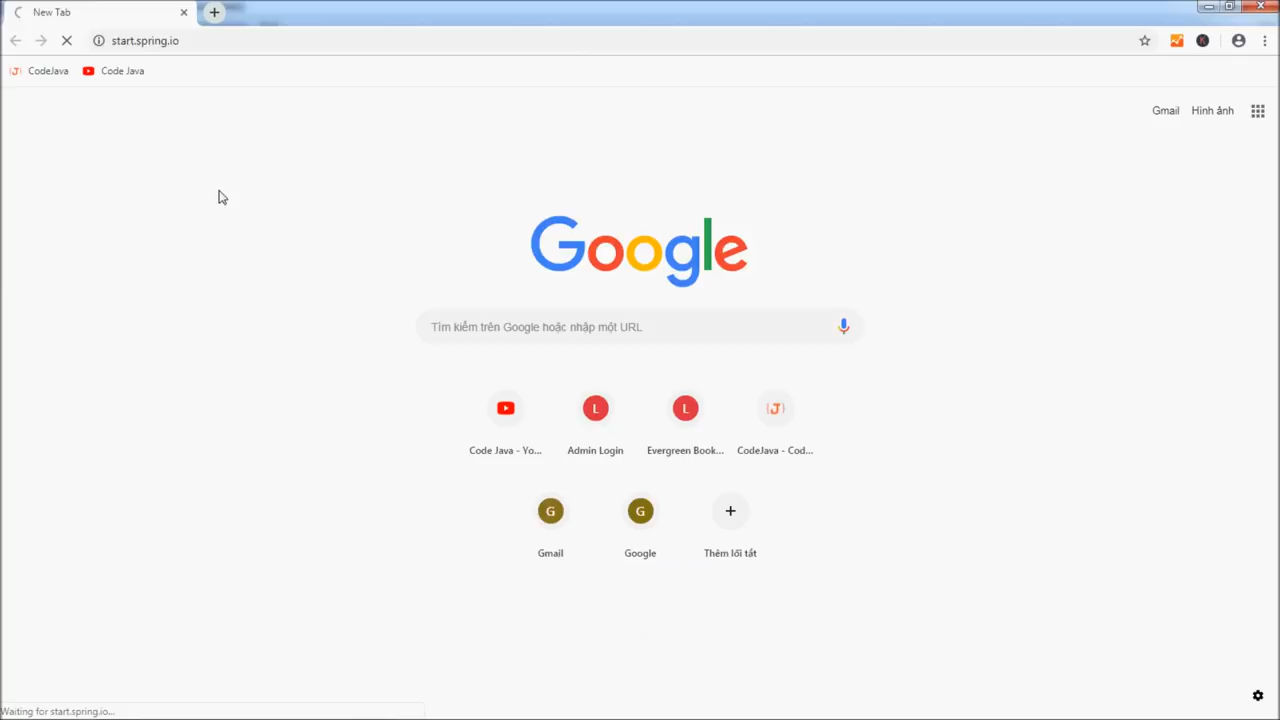 New Tab
start.spring.io
CodeJava
Code Java
Gmail
Hình ảnh
Google
Tìm kiếm trên Google hoặc nhập một URL
Code Java - Yo...
L
Admin Login
L
Evergreen Book...
{J}
CodeJava - Cod...
G
Gmail
G
Google
Thêm lối tắt
Waiting for start.spring.io...